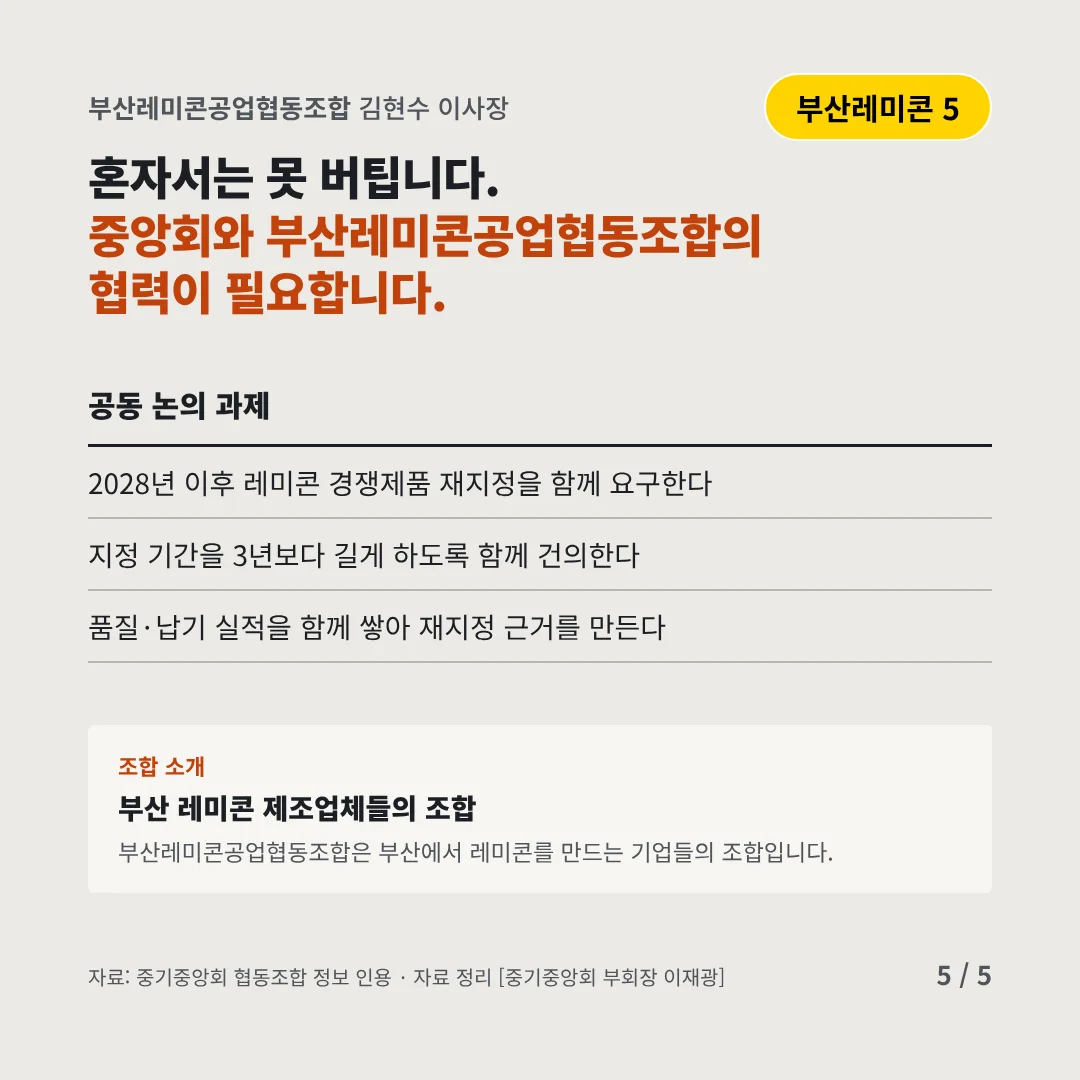 부산레미콘공업협동조합 김현수 이사장
부산레미콘 5
혼자서는 못 버팁니다.
중앙회와 부산레미콘공업협동조합의
협력이 필요합니다.
공동 논의 과제
2028년 이후 레미콘 경쟁제품 재지정을 함께 요구한다
지정 기간을 3년보다 길게 하도록 함께 건의한다
품질·납기 실적을 함께 쌓아 재지정 근거를 만든다
조합 소개
부산 레미콘 제조업체들의 조합
부산레미콘공업협동조합은 부산에서 레미콘를 만드는 기업들의 조합입니다.
자료: 중기중앙회 협동조합 정보 인용 · 자료 정리 [중기중앙회 부회장 이재광]
5 / 5